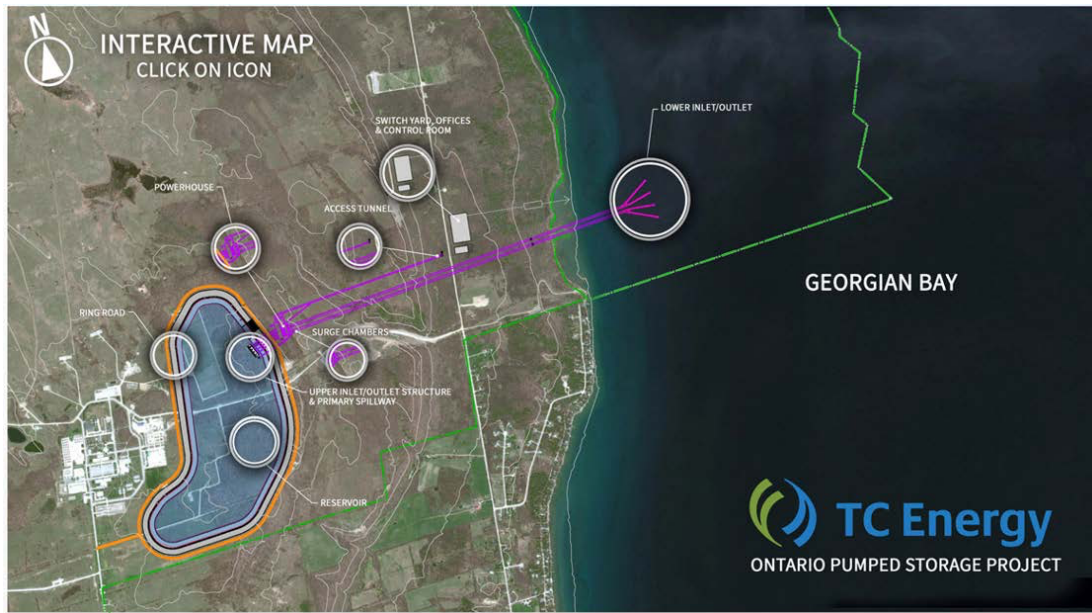 N
INTERACTIVE MAP
CLICK ON ICON
LOWER INLET/OUTLET
SWITCH YARD, OFFICES
& CONTROL ROOM
POWERHOUSE
ACCESS TUNNEL
GEORGIAN BAY
RING ROAD
SURGE CHAMBERS
UPPER INLET/OUTLET STRUCTURE
& PRIMARY SPILLWAY
RESERVOIR
TC Energy
ONTARIO PUMPED STORAGE PROJECT